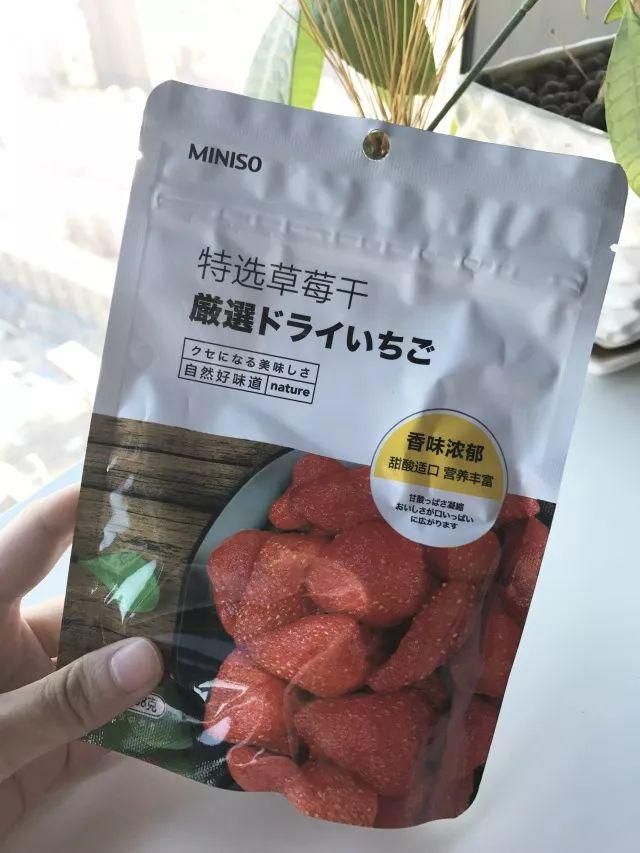 MINISO
特选草莓干
厳選ドライいちご
クセになる美味しさ
自然好味道 nature
香味浓郁
甜酸适口 营养丰富
甘酸っぱさ凝縮
おいしさが口いっぱい
に広がります